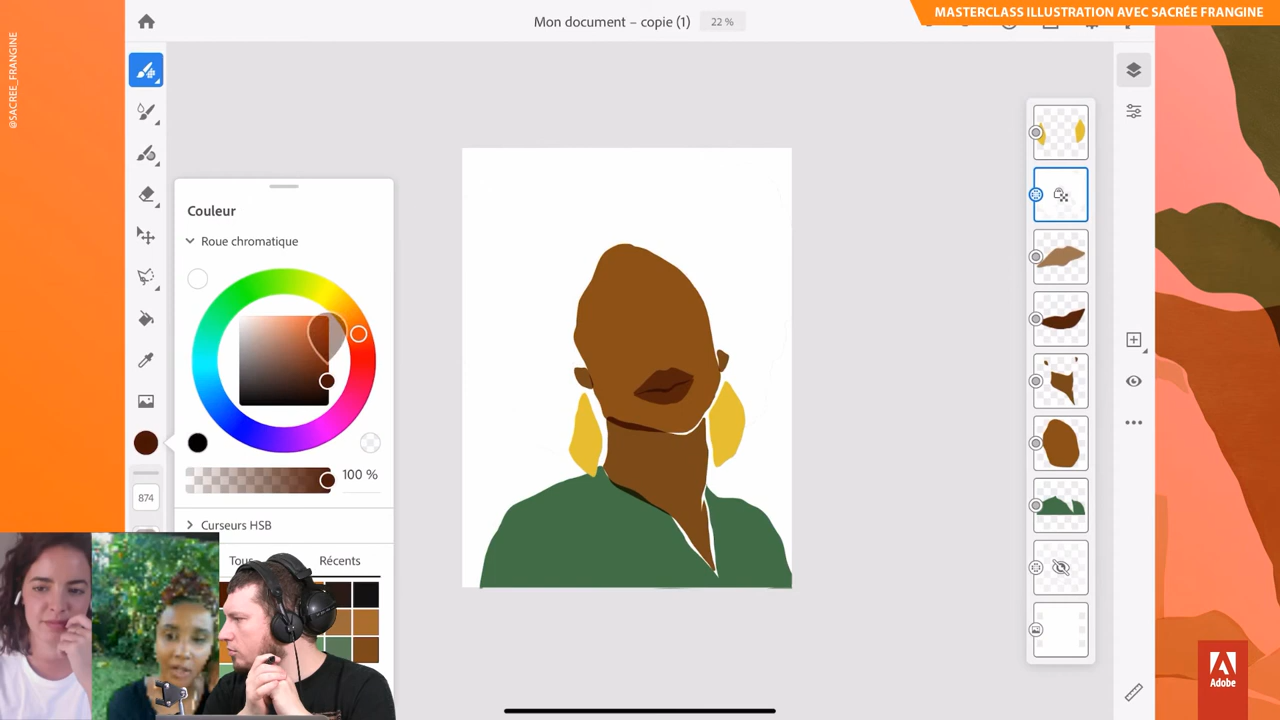 MASTERCLASS ILLUSTRATION AVEC SACRÉE FRANGINE
@SACREE_FRANGINE
Mon document – copie (1)
22 %
Couleur
Roue chromatique
100 %
874
Curseurs HSB
Tous
Récents
Adobe